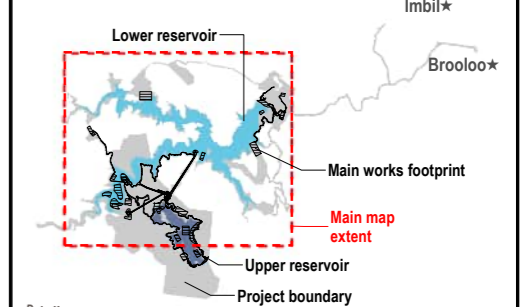 Imbil★
Lower reservoir
Brooloo★
Main works footprint
Main map
extent
Upper reservoir
Project boundary